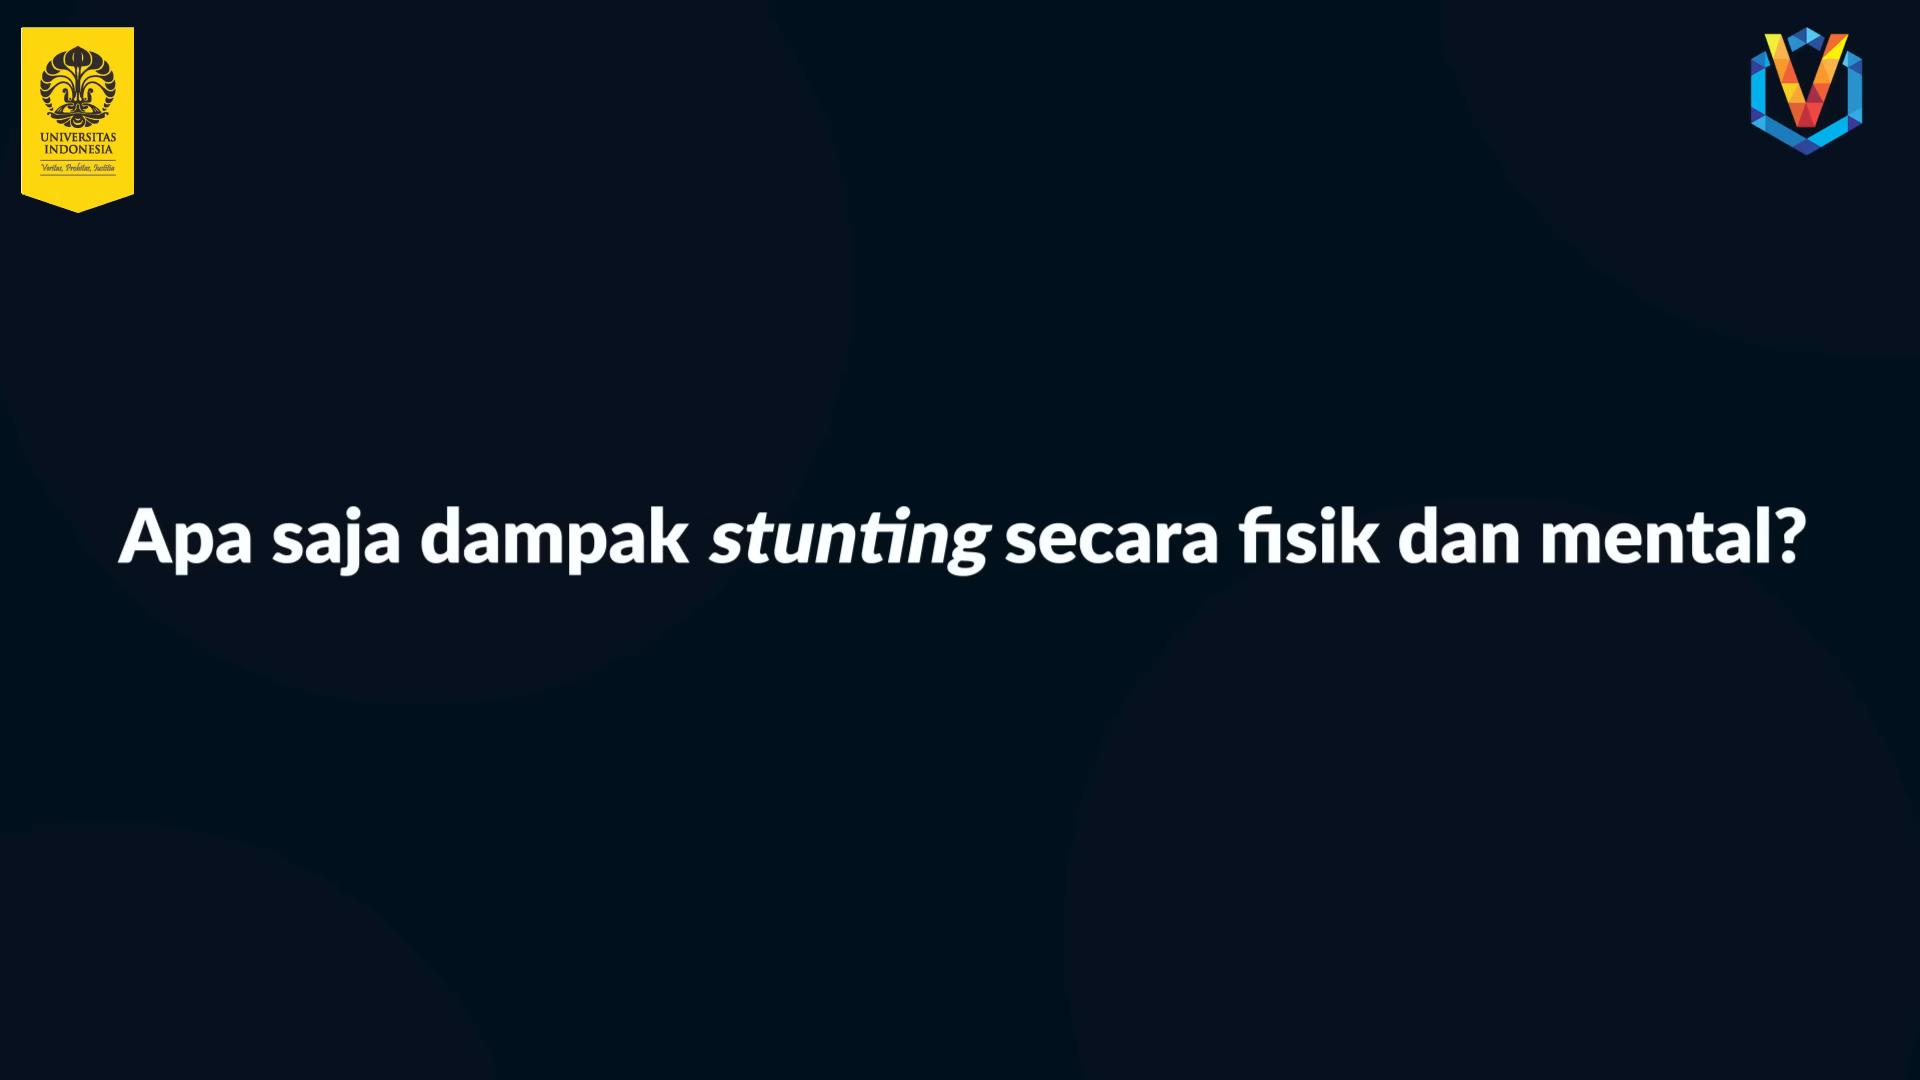 UNIVERSITAS
INDONESIA
Veritas, Probitas, Iustitia
Apa saja dampak stunting secara fisik dan mental?